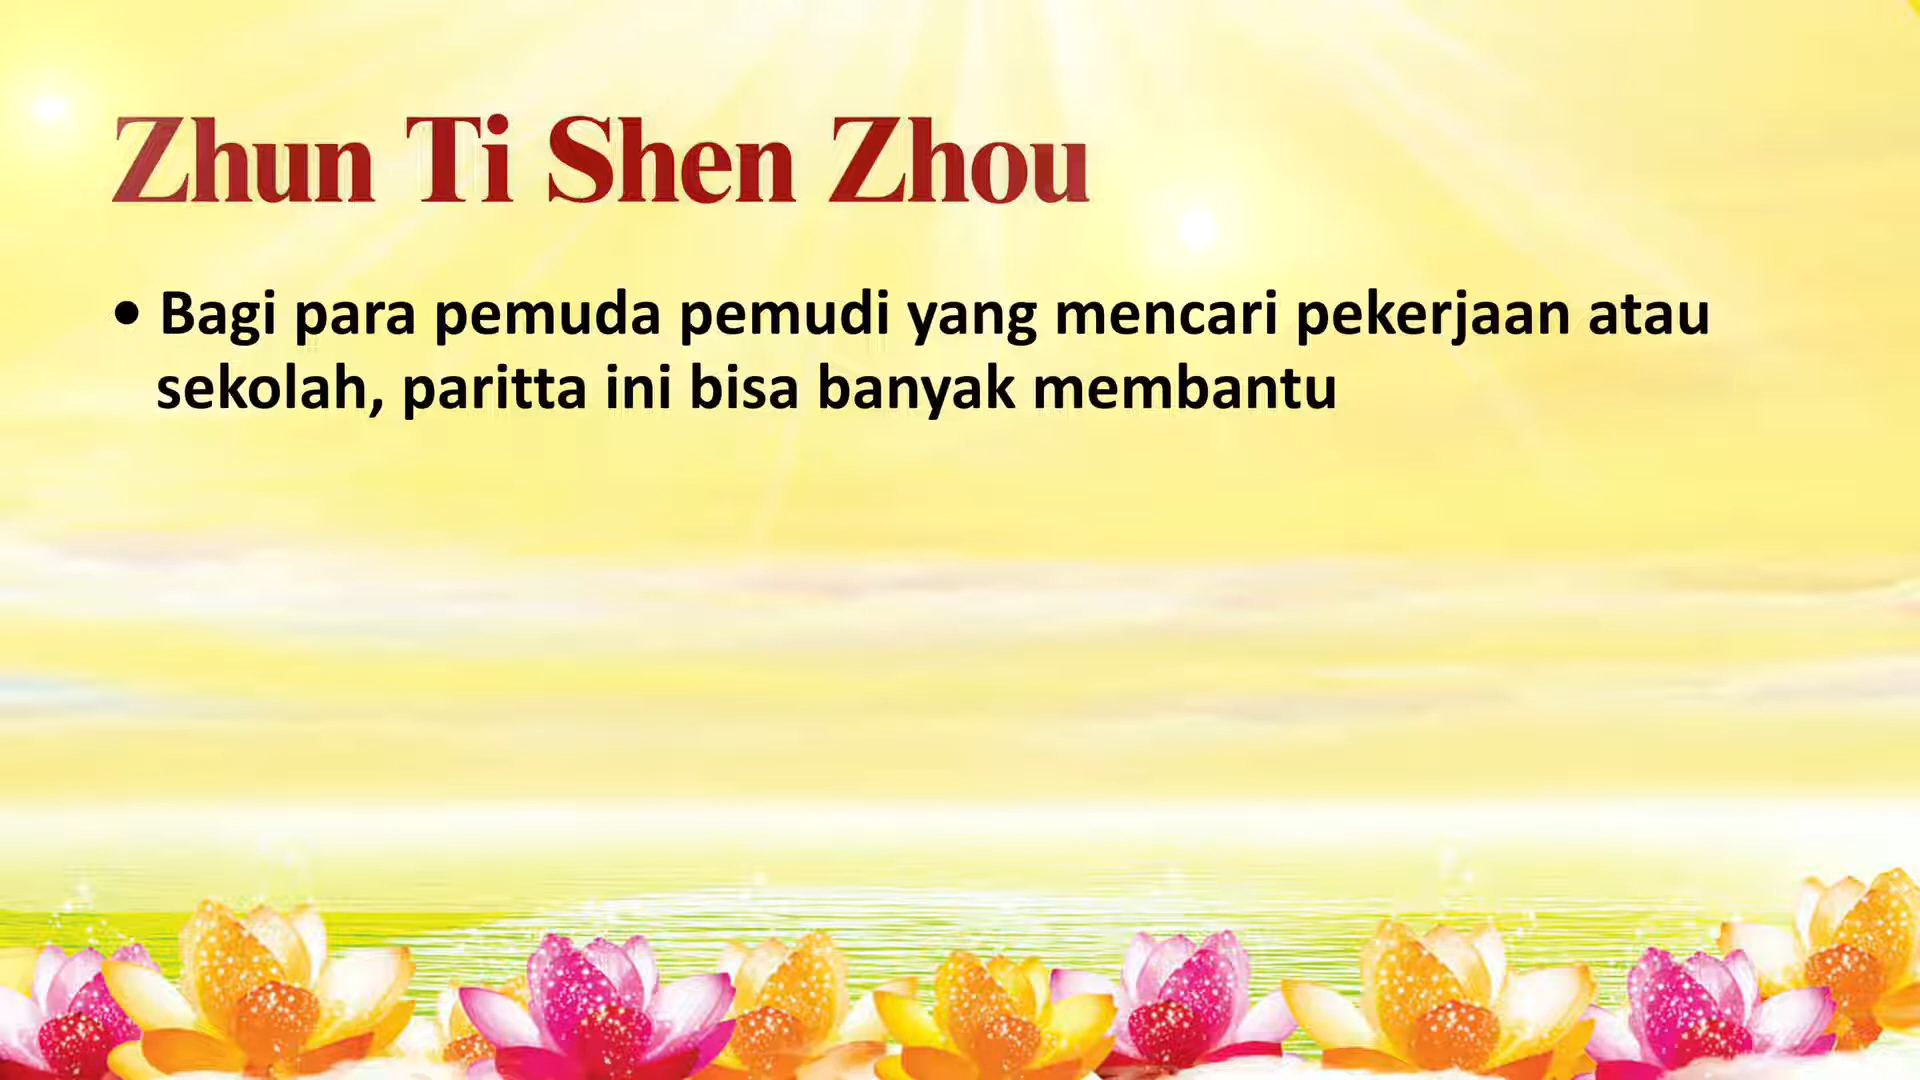 Zhun Ti Shen Zhou
• Bagi para pemuda pemudi yang mencari pekerjaan atau
sekolah, paritta ini bisa banyak membantu